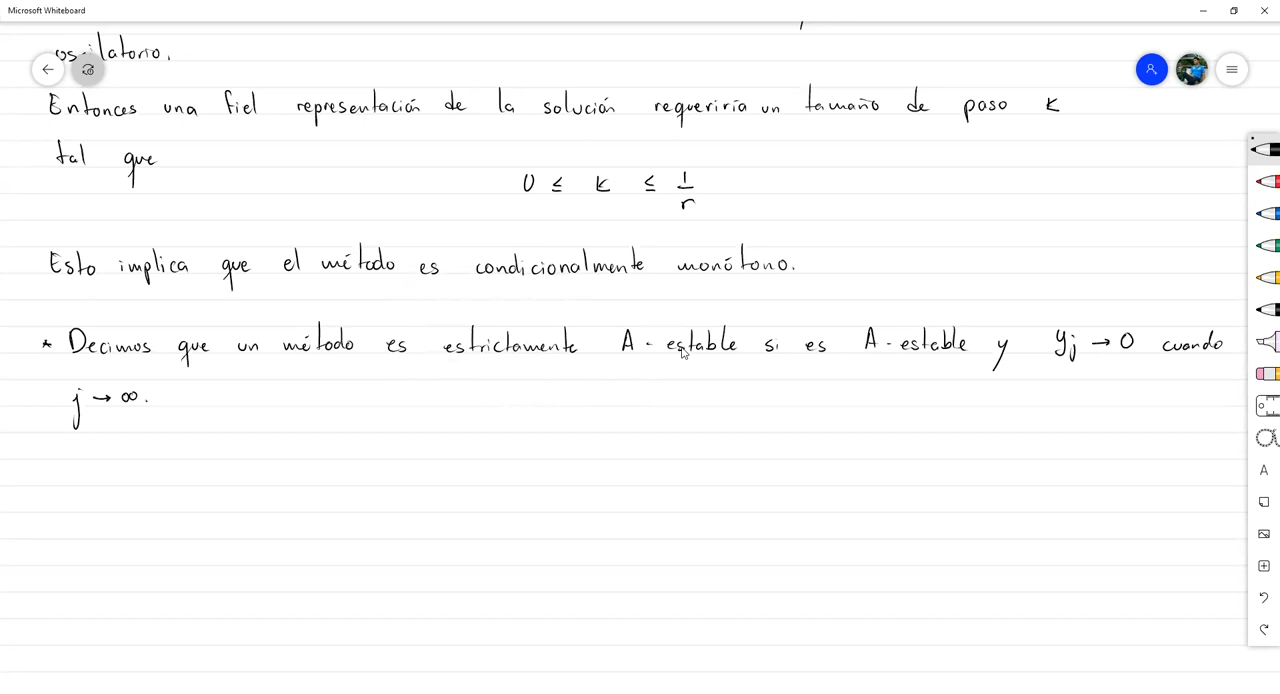 Microsoft Whiteboard
oscilatorio.
Entonces una fiel representación de la solución requeriría un tamaño de paso k
tal que
0 ≤ k ≤ 1/r
Esto implica que el método es condicionalmente monótono.
* Decimos que un método es estrictamente A-estable si es A-estable y yj → 0 cuando
j → ∞.
A